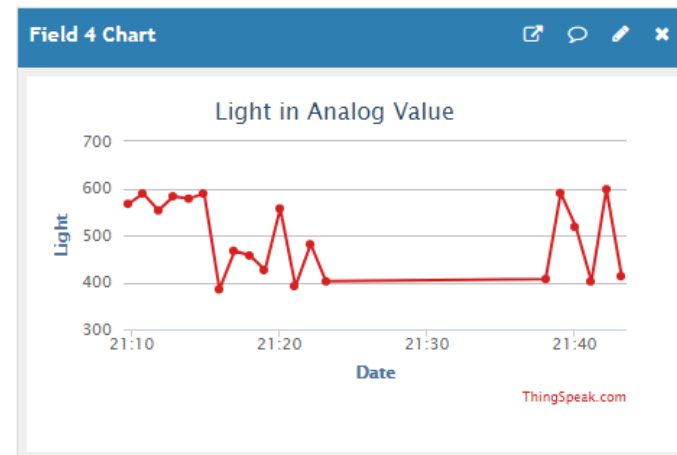 Field 4 Chart
Light in Analog Value
700
600
500
400
300
Light
21:10 21:20 21:30 21:40
Date
ThingSpeak.com